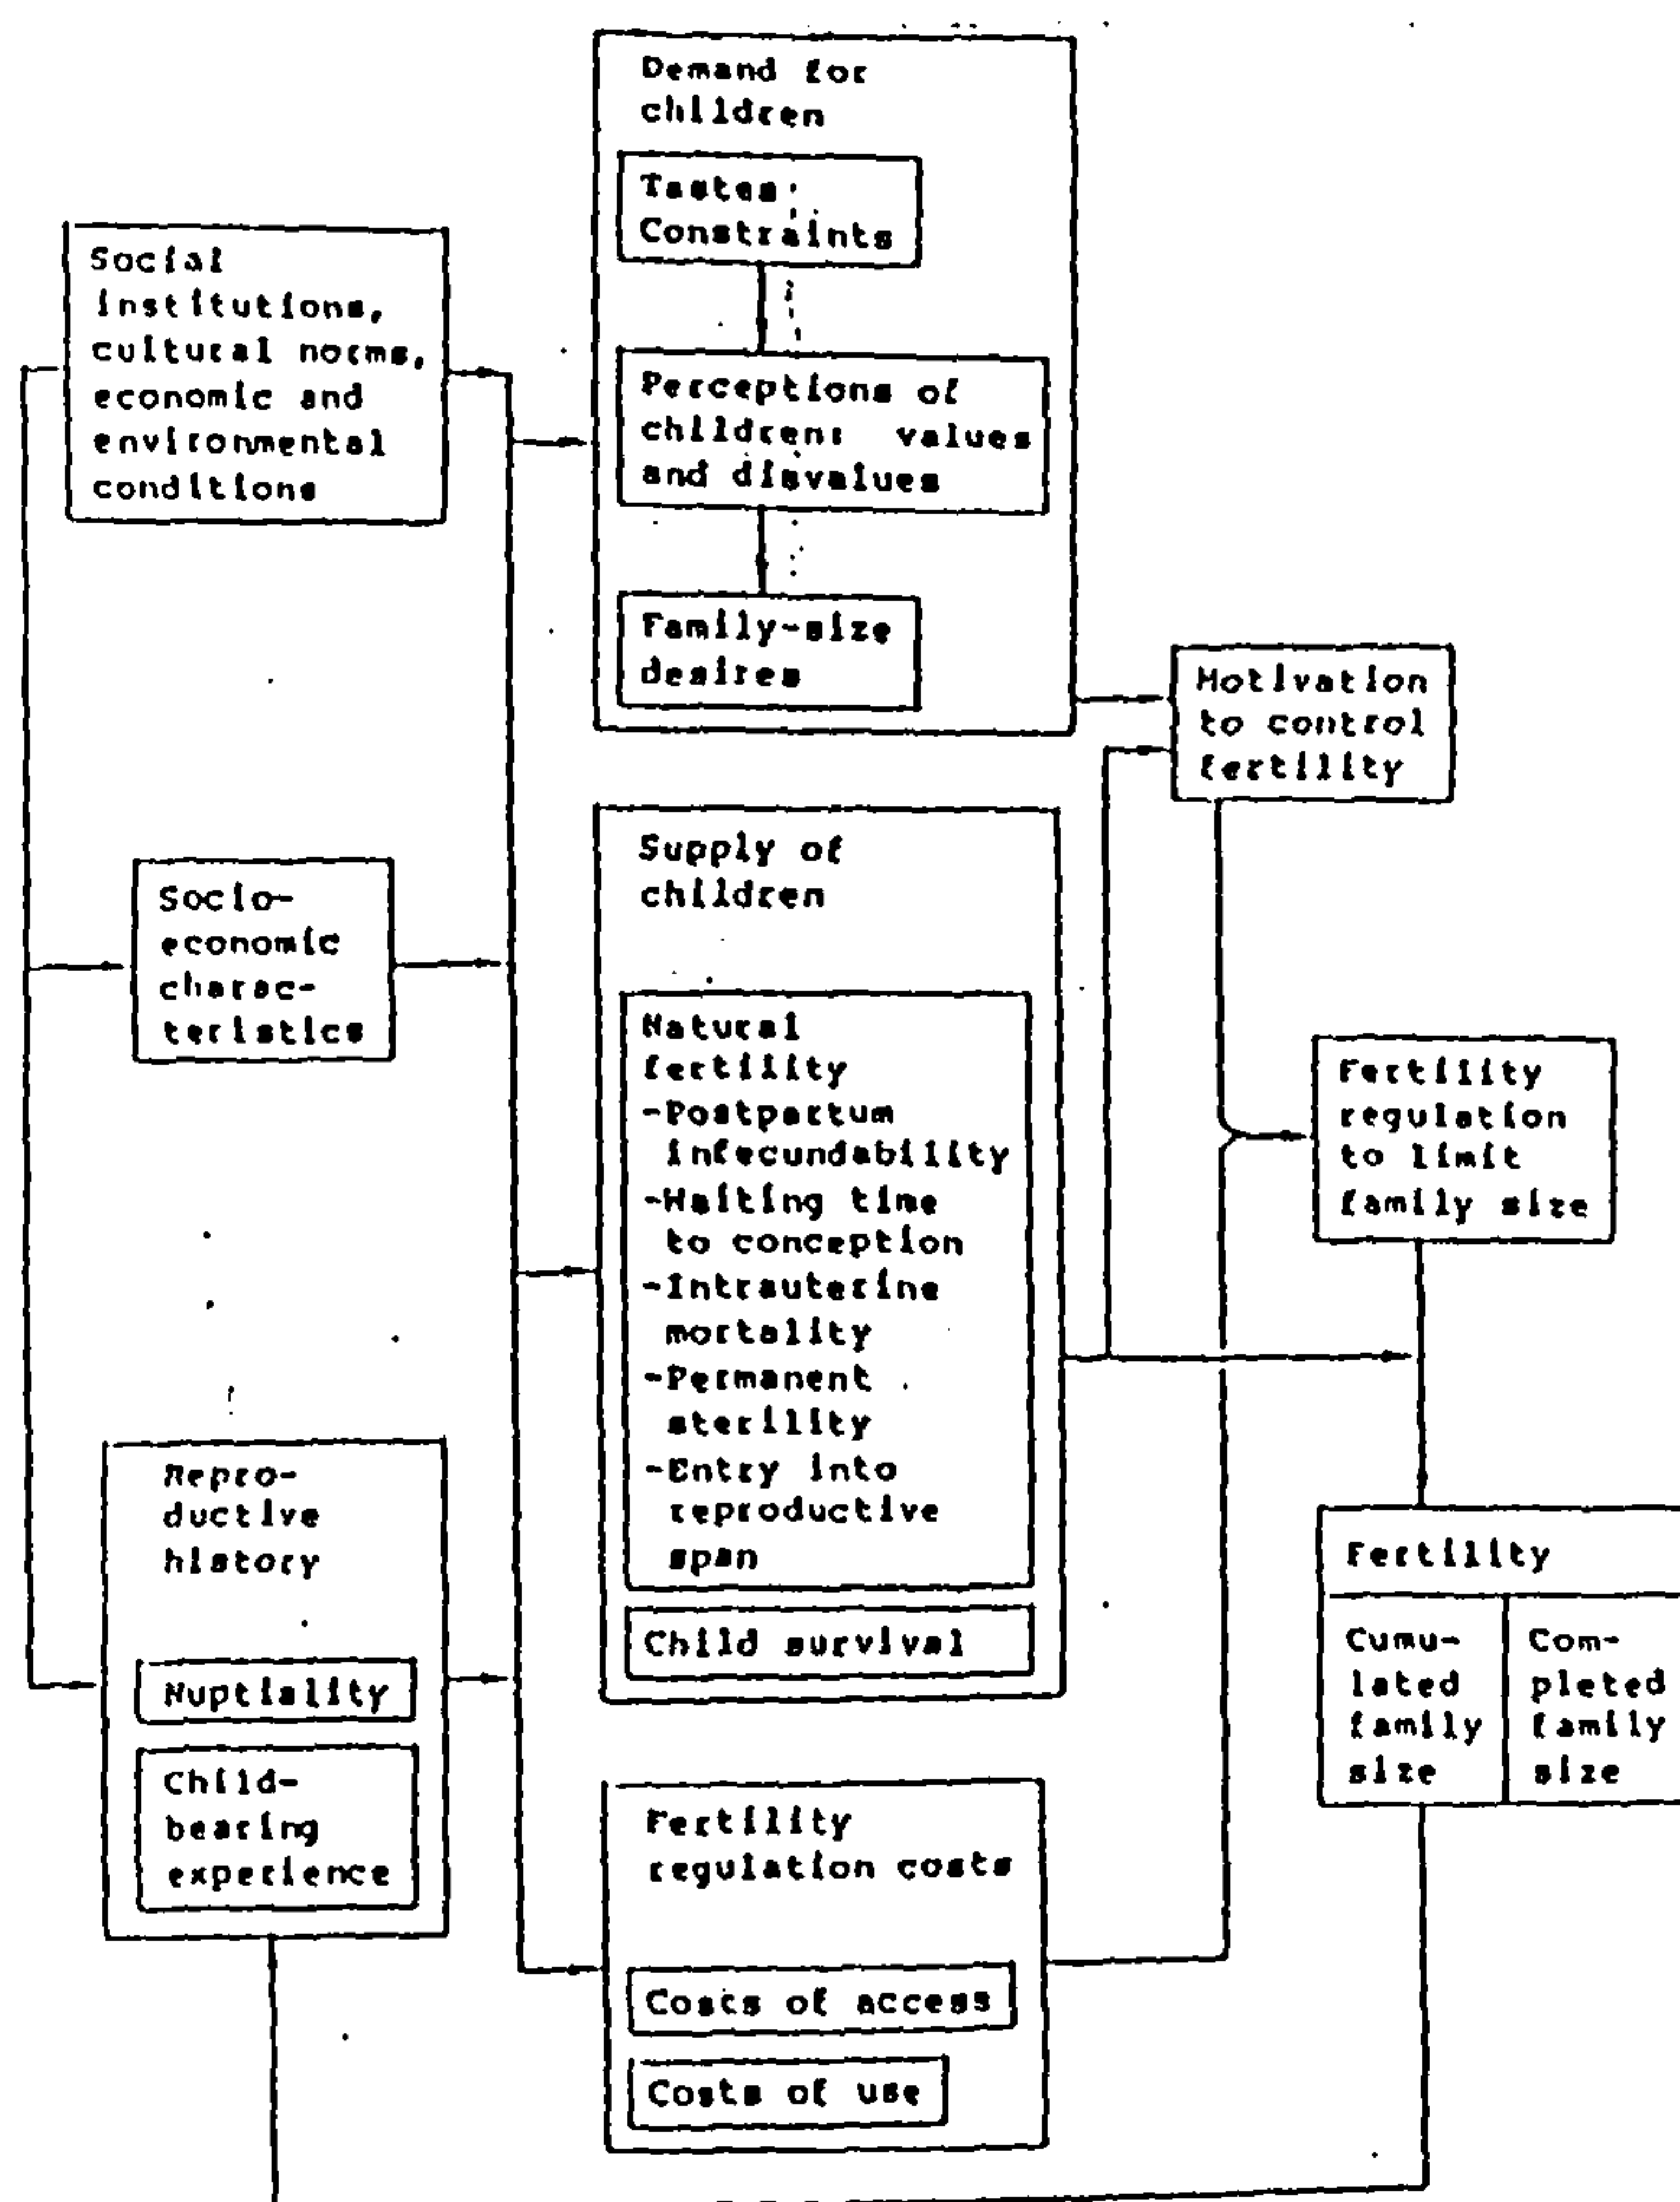 Demand for
children
Tastes
Constraints
Perceptions of
children: values
and disvalues
Family-size
desires
Social
institutions,
cultural norms,
economic and
environmental
conditions
Motivation
to control
fertility
Supply of
children
Natural
fertility
-Postpartum
infecundability
-Waiting time
to conception
-Intrauterine
mortality
-Permanent
sterility
-Entry into
reproductive
span
Child survival
Socio-
economic
charac-
teristics
Fertility
regulation
to limit
family size
Repro-
ductive
history
Nuptiality
Child-
bearing
experience
Fertility
Cumu-
lated
family
size
Com-
pleted
family
size
Fertility
regulation costs
Costs of access
Costs of use